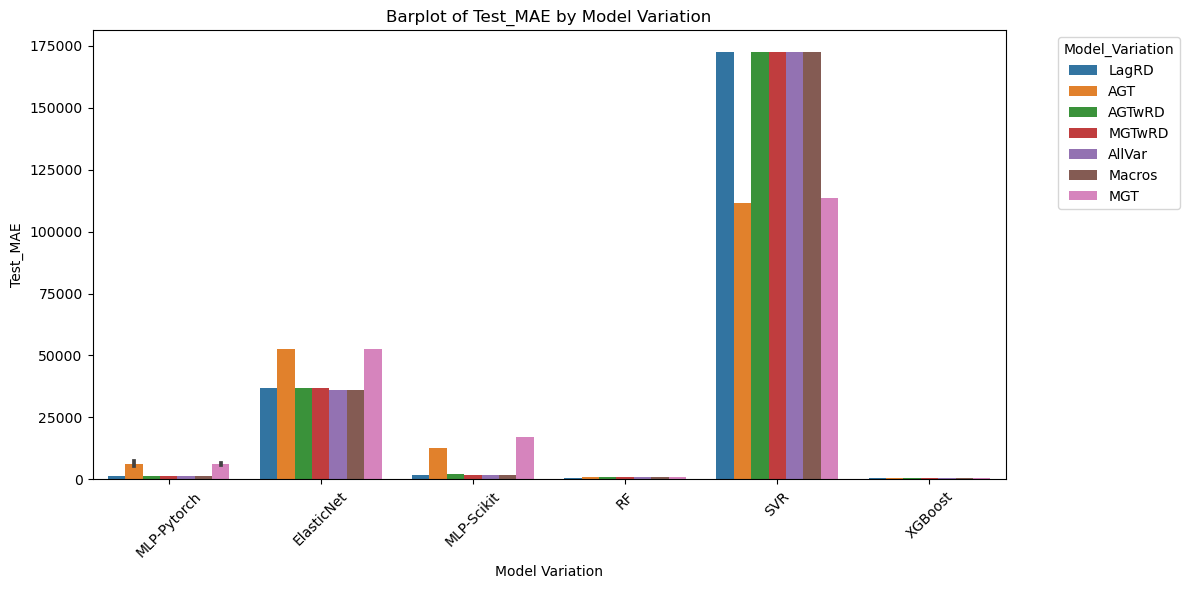 Barplot of Test_MAE by Model Variation
175000
150000
125000
100000
75000
50000
25000
0
Test_MAE
MLP-Pytorch
ElasticNet
MLP-Scikit
RF
SVR
XGBoost
Model Variation
Model_Variation
LagRD
AGT
AGTwRD
MGTwRD
AllVar
Macros
MGT